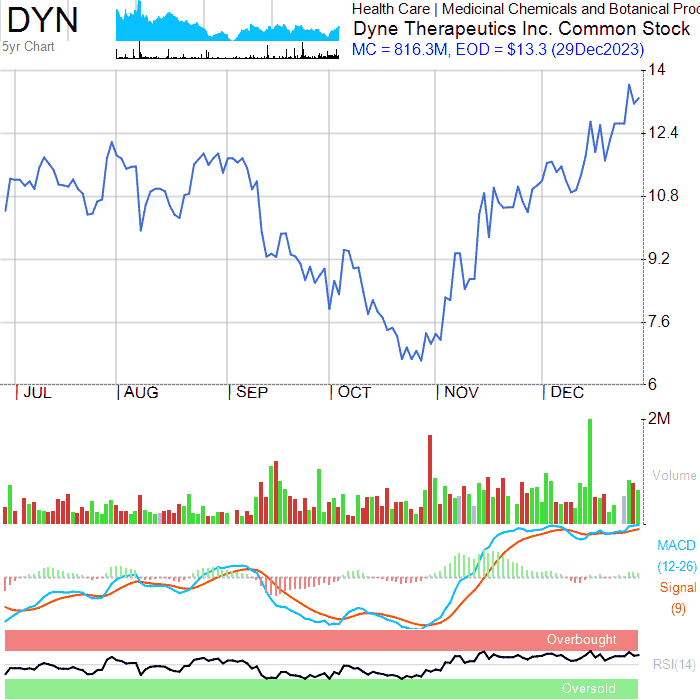 DYN
5yr Chart
Health Care | Medicinal Chemicals and Botanical Proc
Dyne Therapeutics Inc. Common Stock
MC = 816.3M, EOD = $13.3 (29Dec2023)
14
12.4
10.8
9.2
7.6
6
JUL AUG SEP OCT NOV DEC
2M
Volume
MACD
(12-26)
Signal
(9)
Overbought
RSI(14)
Oversold